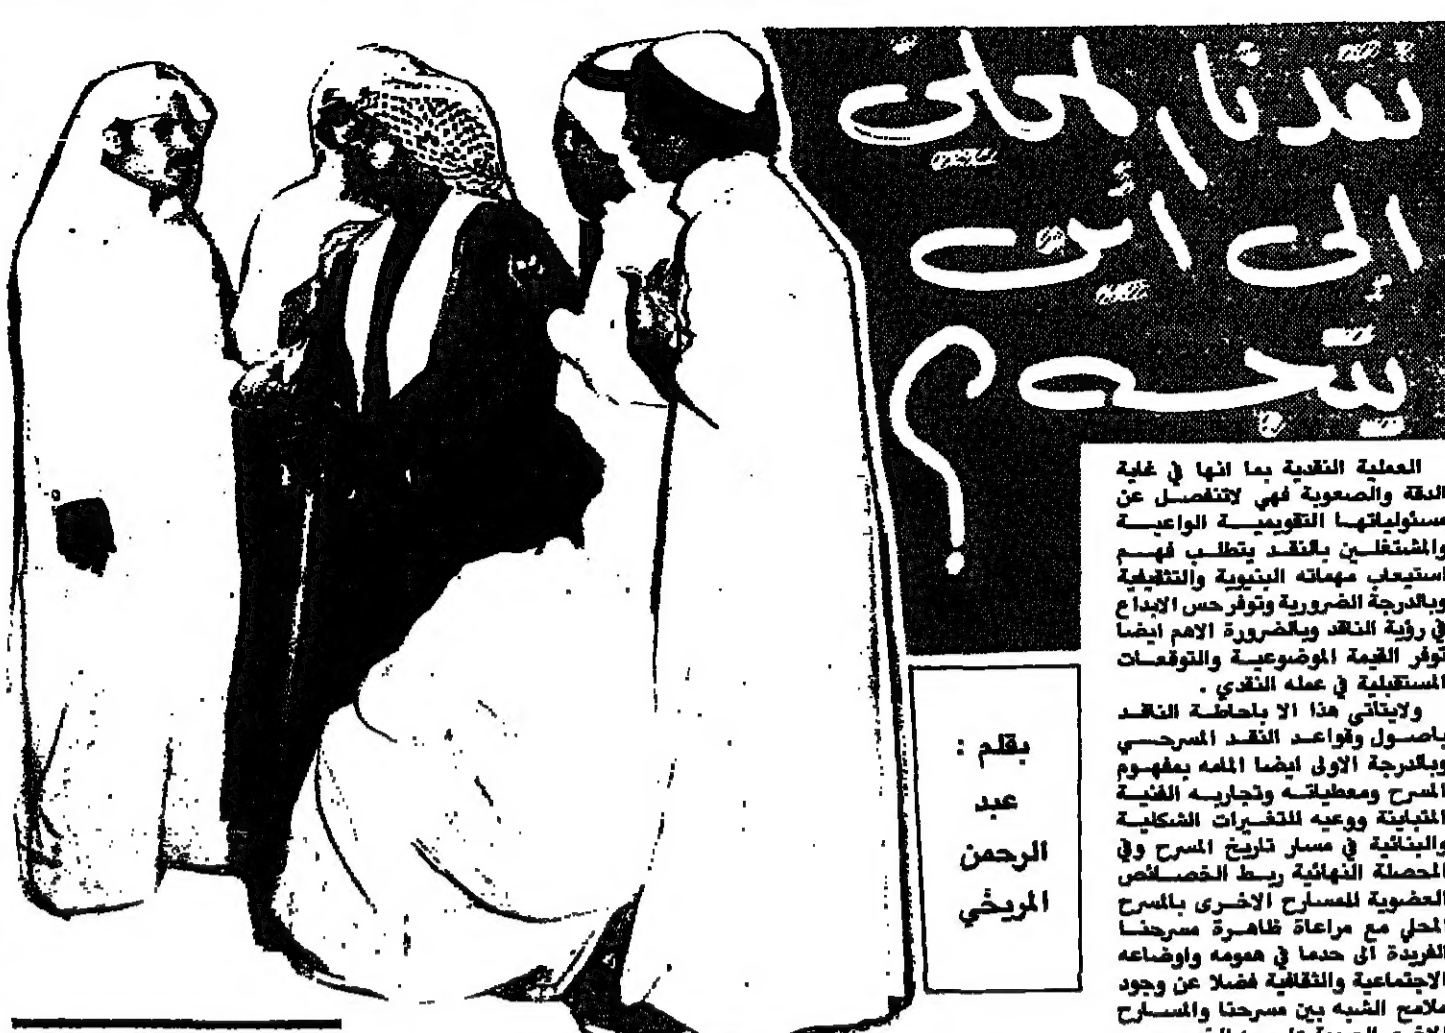 نقدنا المحلي
إلى أين
يتجه ؟
بقلم :
عبد
الرحمن
المريخي
العملية النقدية بما انها في غاية
الدقة والصعوبة فهي لاتنفصل عن
مسئولياتها التقويمية الواعية
والمشتغلين بالنقد يتطلب فهم
استيعاب مهماته البنيوية والتثقيفية
وبالدرجة الضرورية وتوفر حس الابداع
في رؤية الناقد وبالضرورة الاهم ايضا
توفر القيمة الموضوعية والتوقعات
المستقبلية في عمله النقدي .
ولايتأتي هذا الا باحاطة الناقد
باصول وقواعد النقد المسرحي
وبالدرجة الاولى ايضا المامه بمفهوم
المسرح ومعطياته وتجاربه الفنية
المتباينة ووعيه للتغيرات الشكلية
والبنائية في مسار تاريخ المسرح وفي
المحصلة النهائية ربط الخصائص
العضوية للمسارح الاخرى بالمسرح
المحلي مع مراعاة ظاهرة مسرحنا
الفريدة الى حدما في همومه واوضاعه
الاجتماعية والثقافية فضلا عن وجود
ملامح الشبه بين مسرحنا والمسارح